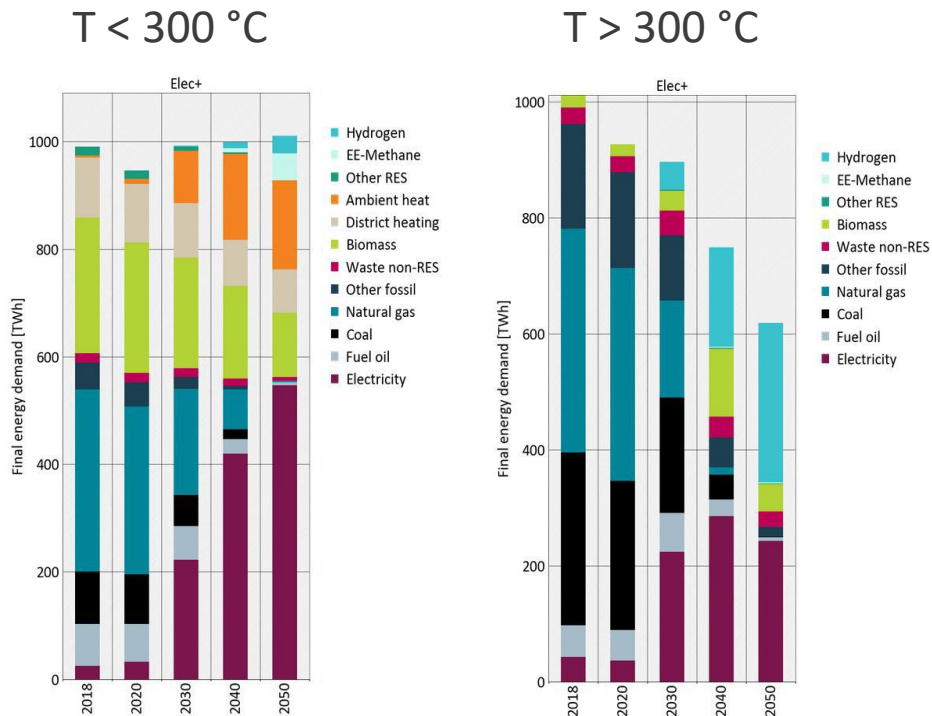 T < 300 °C
T > 300 °C
Elec+
Final energy demand [TWh]
1000
800
600
400
200
0
2018
2020
2030
2040
2050
Hydrogen
EE-Methane
Other RES
Ambient heat
District heating
Biomass
Waste non-RES
Other fossil
Natural gas
Coal
Fuel oil
Electricity
Elec+
Final energy demand [TWh]
1000
800
600
400
200
0
2018
2020
2030
2040
2050
Hydrogen
EE-Methane
Other RES
Biomass
Waste non-RES
Other fossil
Natural gas
Coal
Fuel oil
Electricity